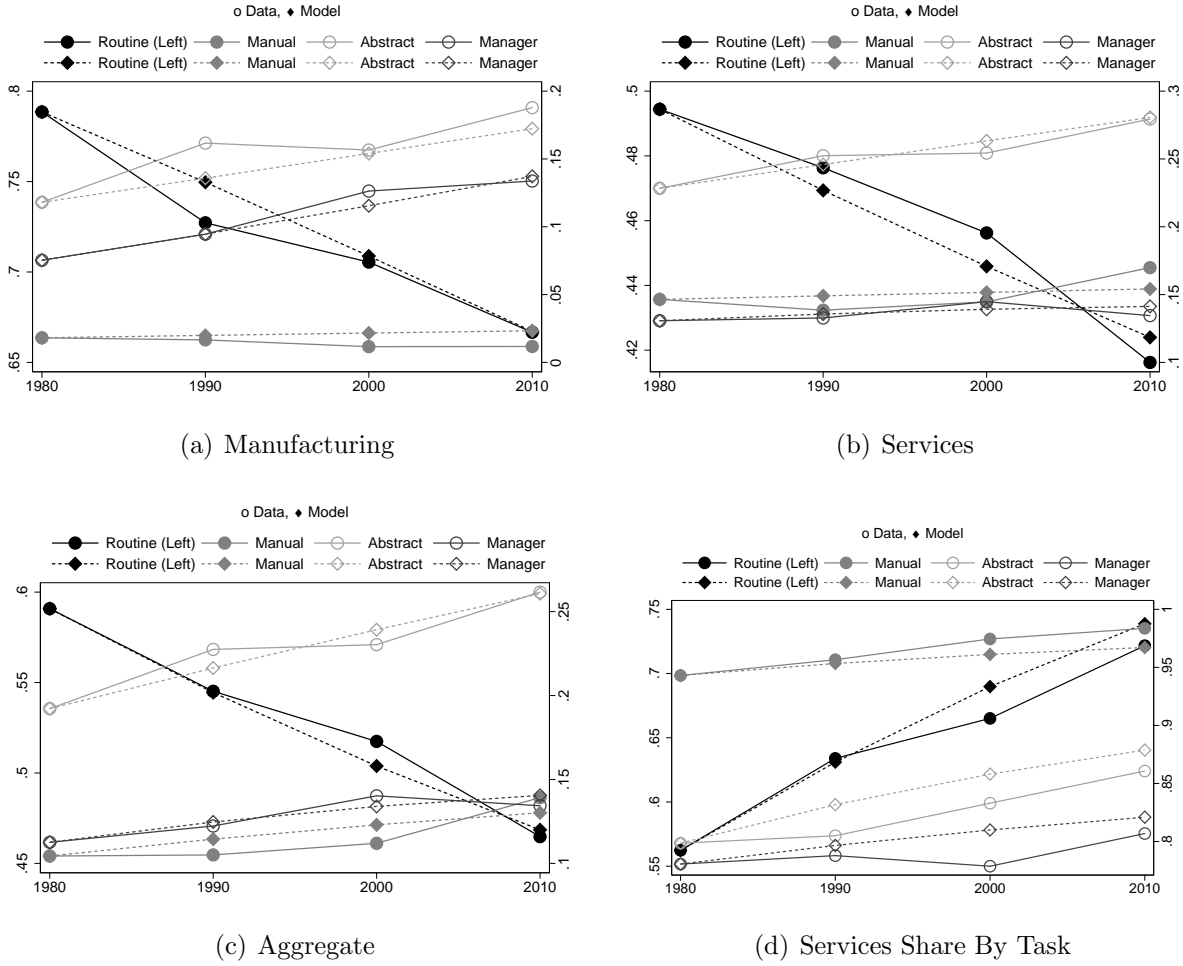 o Data, ♦ Model
Routine (Left) Manual Abstract Manager
Routine (Left) Manual Abstract Manager
.8 .75 .7 .65
.2 .15 .1 .05 0
1980 1990 2000 2010
(a) Manufacturing
o Data, ♦ Model
Routine (Left) Manual Abstract Manager
Routine (Left) Manual Abstract Manager
.5 .48 .46 .44 .42
.3 .25 .2 .15 .1
1980 1990 2000 2010
(b) Services
o Data, ♦ Model
Routine (Left) Manual Abstract Manager
Routine (Left) Manual Abstract Manager
.6 .55 .5 .45
.25 .2 .15 .1
1980 1990 2000 2010
(c) Aggregate
o Data, ♦ Model
Routine (Left) Manual Abstract Manager
Routine (Left) Manual Abstract Manager
.75 .7 .65 .6 .55
1 .95 .9 .85 .8
1980 1990 2000 2010
(d) Services Share By Task